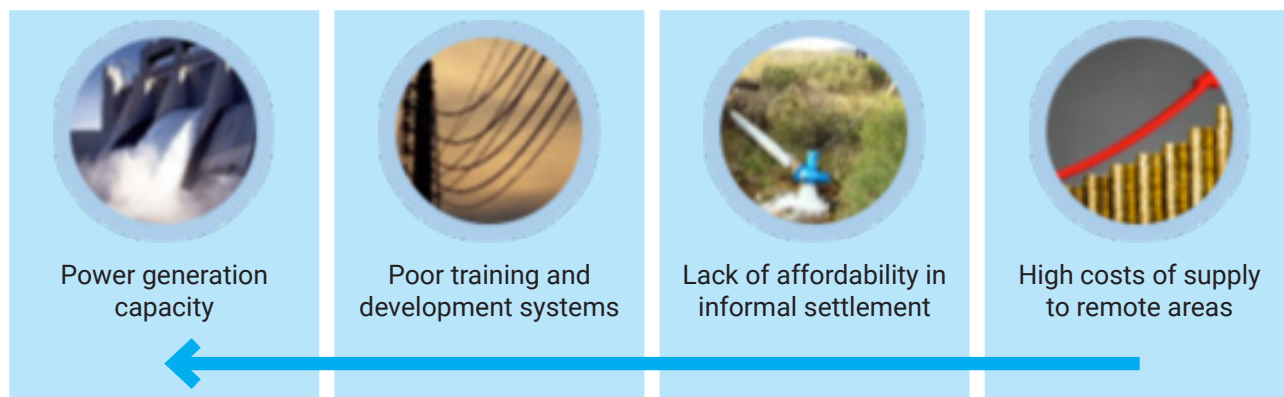 Power generation
capacity
Poor training and
development systems
Lack of affordability in
informal settlement
High costs of supply
to remote areas